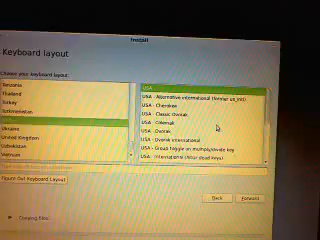 Install
Keyboard layout
Choose your keyboard layout:
Tanzania
Thailand
Turkey
Turkmenistan
Ukraine
United Kingdom
Uzbekistan
Vietnam
USA
USA - Alternative international (former us_intl)
USA - Cherokee
USA - Classic Dvorak
USA - Colemak
USA - Dvorak
USA - Dvorak international
USA - Group toggle on multiply/divide key
USA - International (AltGr dead keys)
Figure Out Keyboard Layout
Back
Forward
Copying files...